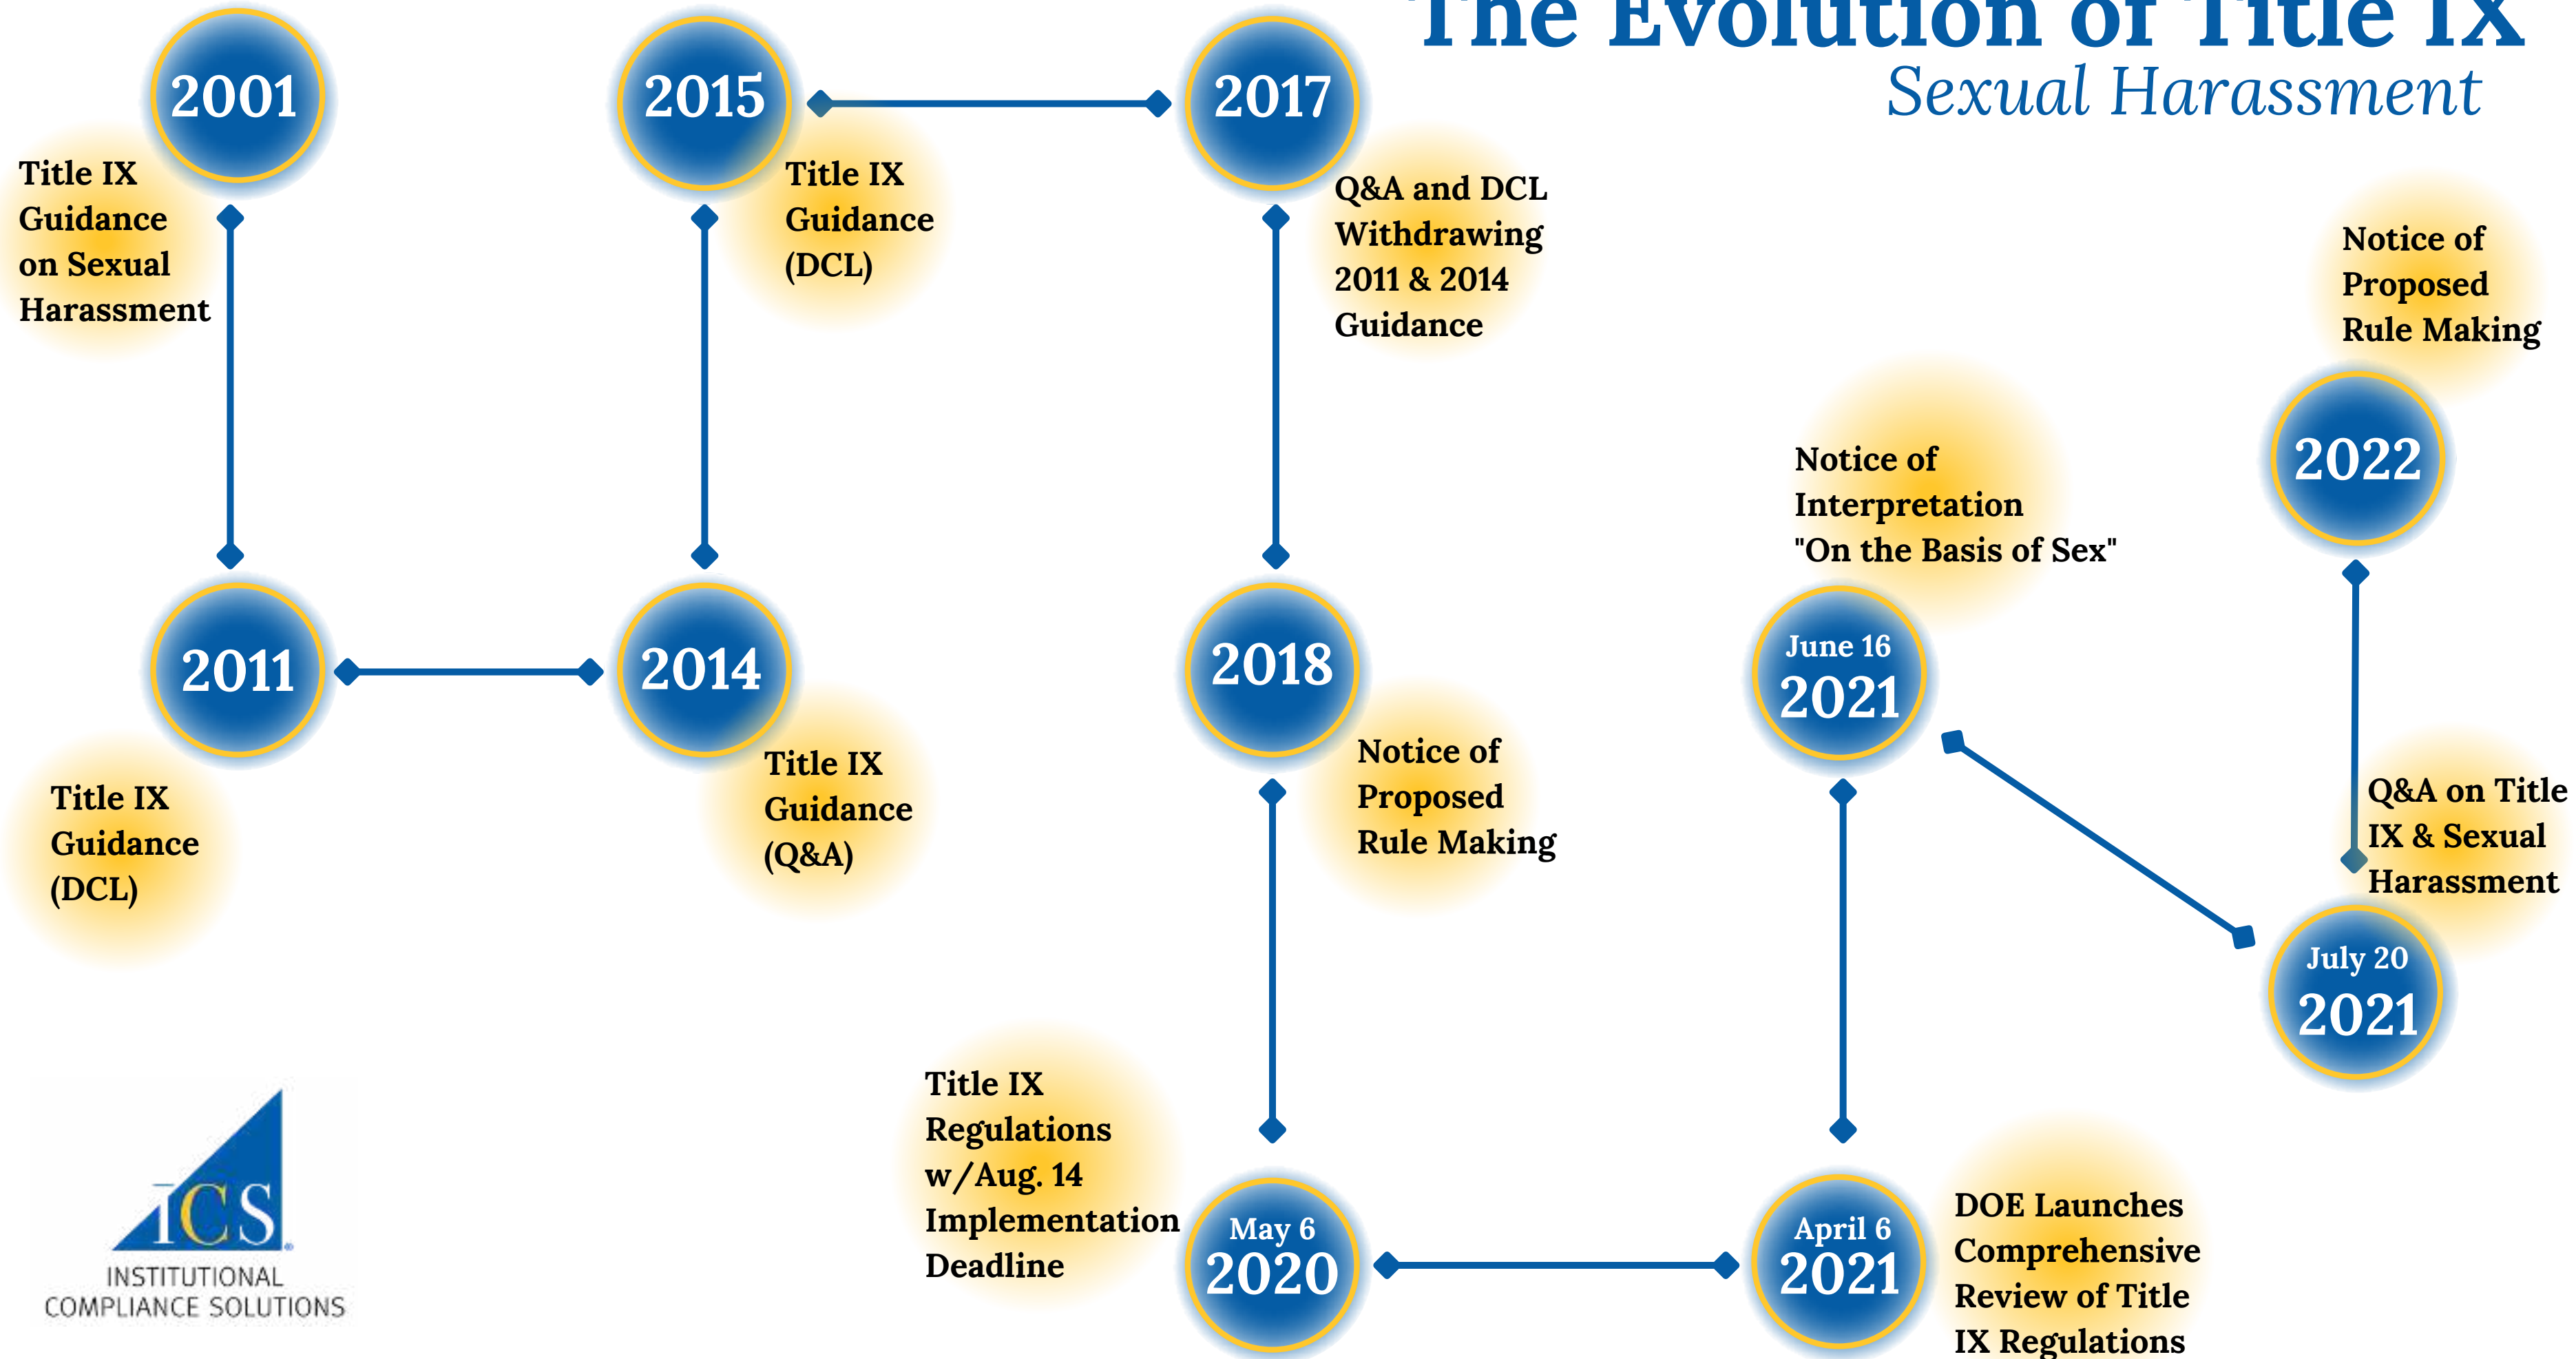 The Evolution of Title IX
Sexual Harassment
2001
Title IX
Guidance
on Sexual
Harassment
2011
Title IX
Guidance
(DCL)
2014
Title IX
Guidance
(Q&A)
2015
Title IX
Guidance
(DCL)
2017
Q&A and DCL
Withdrawing
2011 & 2014
Guidance
2018
Notice of
Proposed
Rule Making
May 6
2020
Title IX
Regulations
w/Aug. 14
Implementation
Deadline
April 6
2021
DOE Launches
Comprehensive
Review of Title
IX Regulations
June 16
2021
Notice of
Interpretation
"On the Basis of Sex"
July 20
2021
Q&A on Title
IX & Sexual
Harassment
2022
Notice of
Proposed
Rule Making
ICS®
INSTITUTIONAL
COMPLIANCE SOLUTIONS